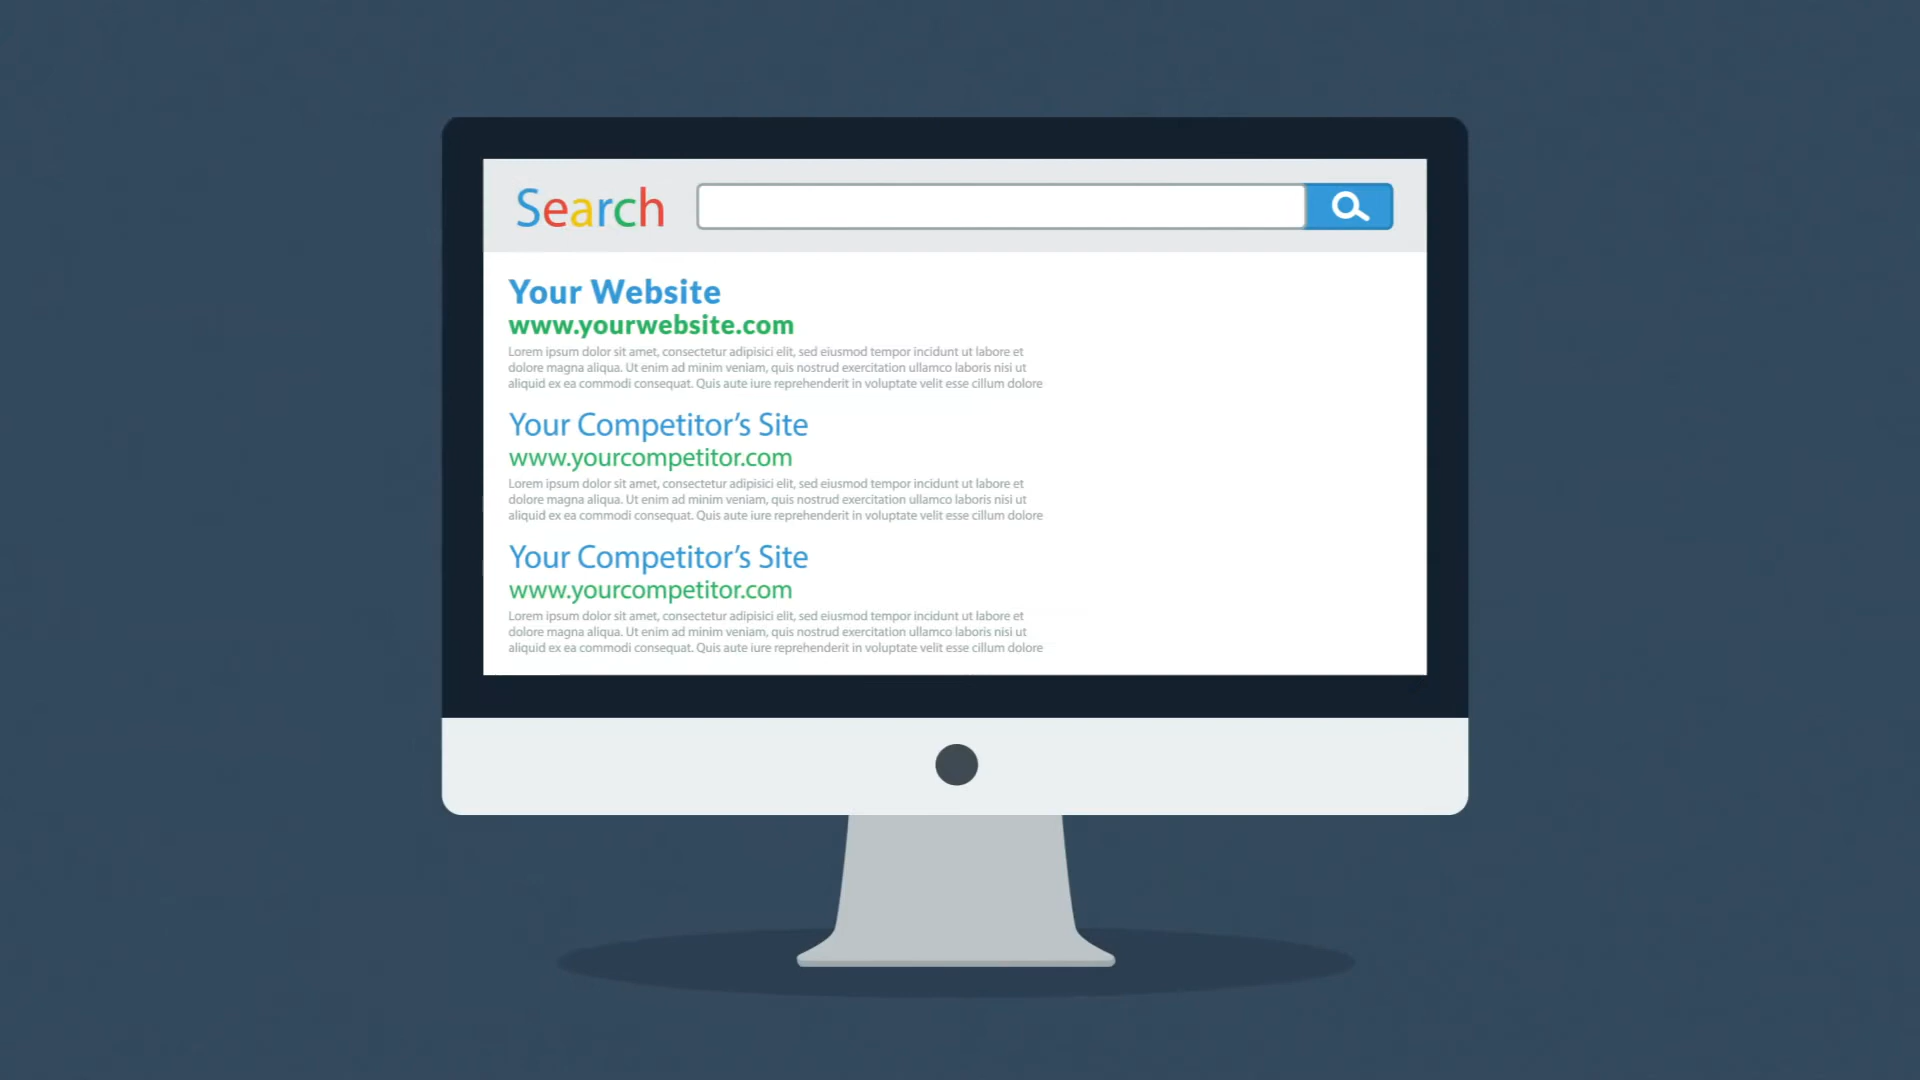 Search
Your Website
www.yourwebsite.com
Lorem ipsum dolor sit amet, consectetur adipisici elit, sed eiusmod tempor incidunt ut labore et
dolore magna aliqua. Ut enim ad minim veniam, quis nostrud exercitation ullamco laboris nisi ut
aliquid ex ea commodi consequat. Quis aute iure reprehenderit in voluptate velit esse cillum dolore
Your Competitor’s Site
www.yourcompetitor.com
Lorem ipsum dolor sit amet, consectetur adipisici elit, sed eiusmod tempor incidunt ut labore et
dolore magna aliqua. Ut enim ad minim veniam, quis nostrud exercitation ullamco laboris nisi ut
aliquid ex ea commodi consequat. Quis aute iure reprehenderit in voluptate velit esse cillum dolore
Your Competitor’s Site
www.yourcompetitor.com
Lorem ipsum dolor sit amet, consectetur adipisici elit, sed eiusmod tempor incidunt ut labore et
dolore magna aliqua. Ut enim ad minim veniam, quis nostrud exercitation ullamco laboris nisi ut
aliquid ex ea commodi consequat. Quis aute iure reprehenderit in voluptate velit esse cillum dolore